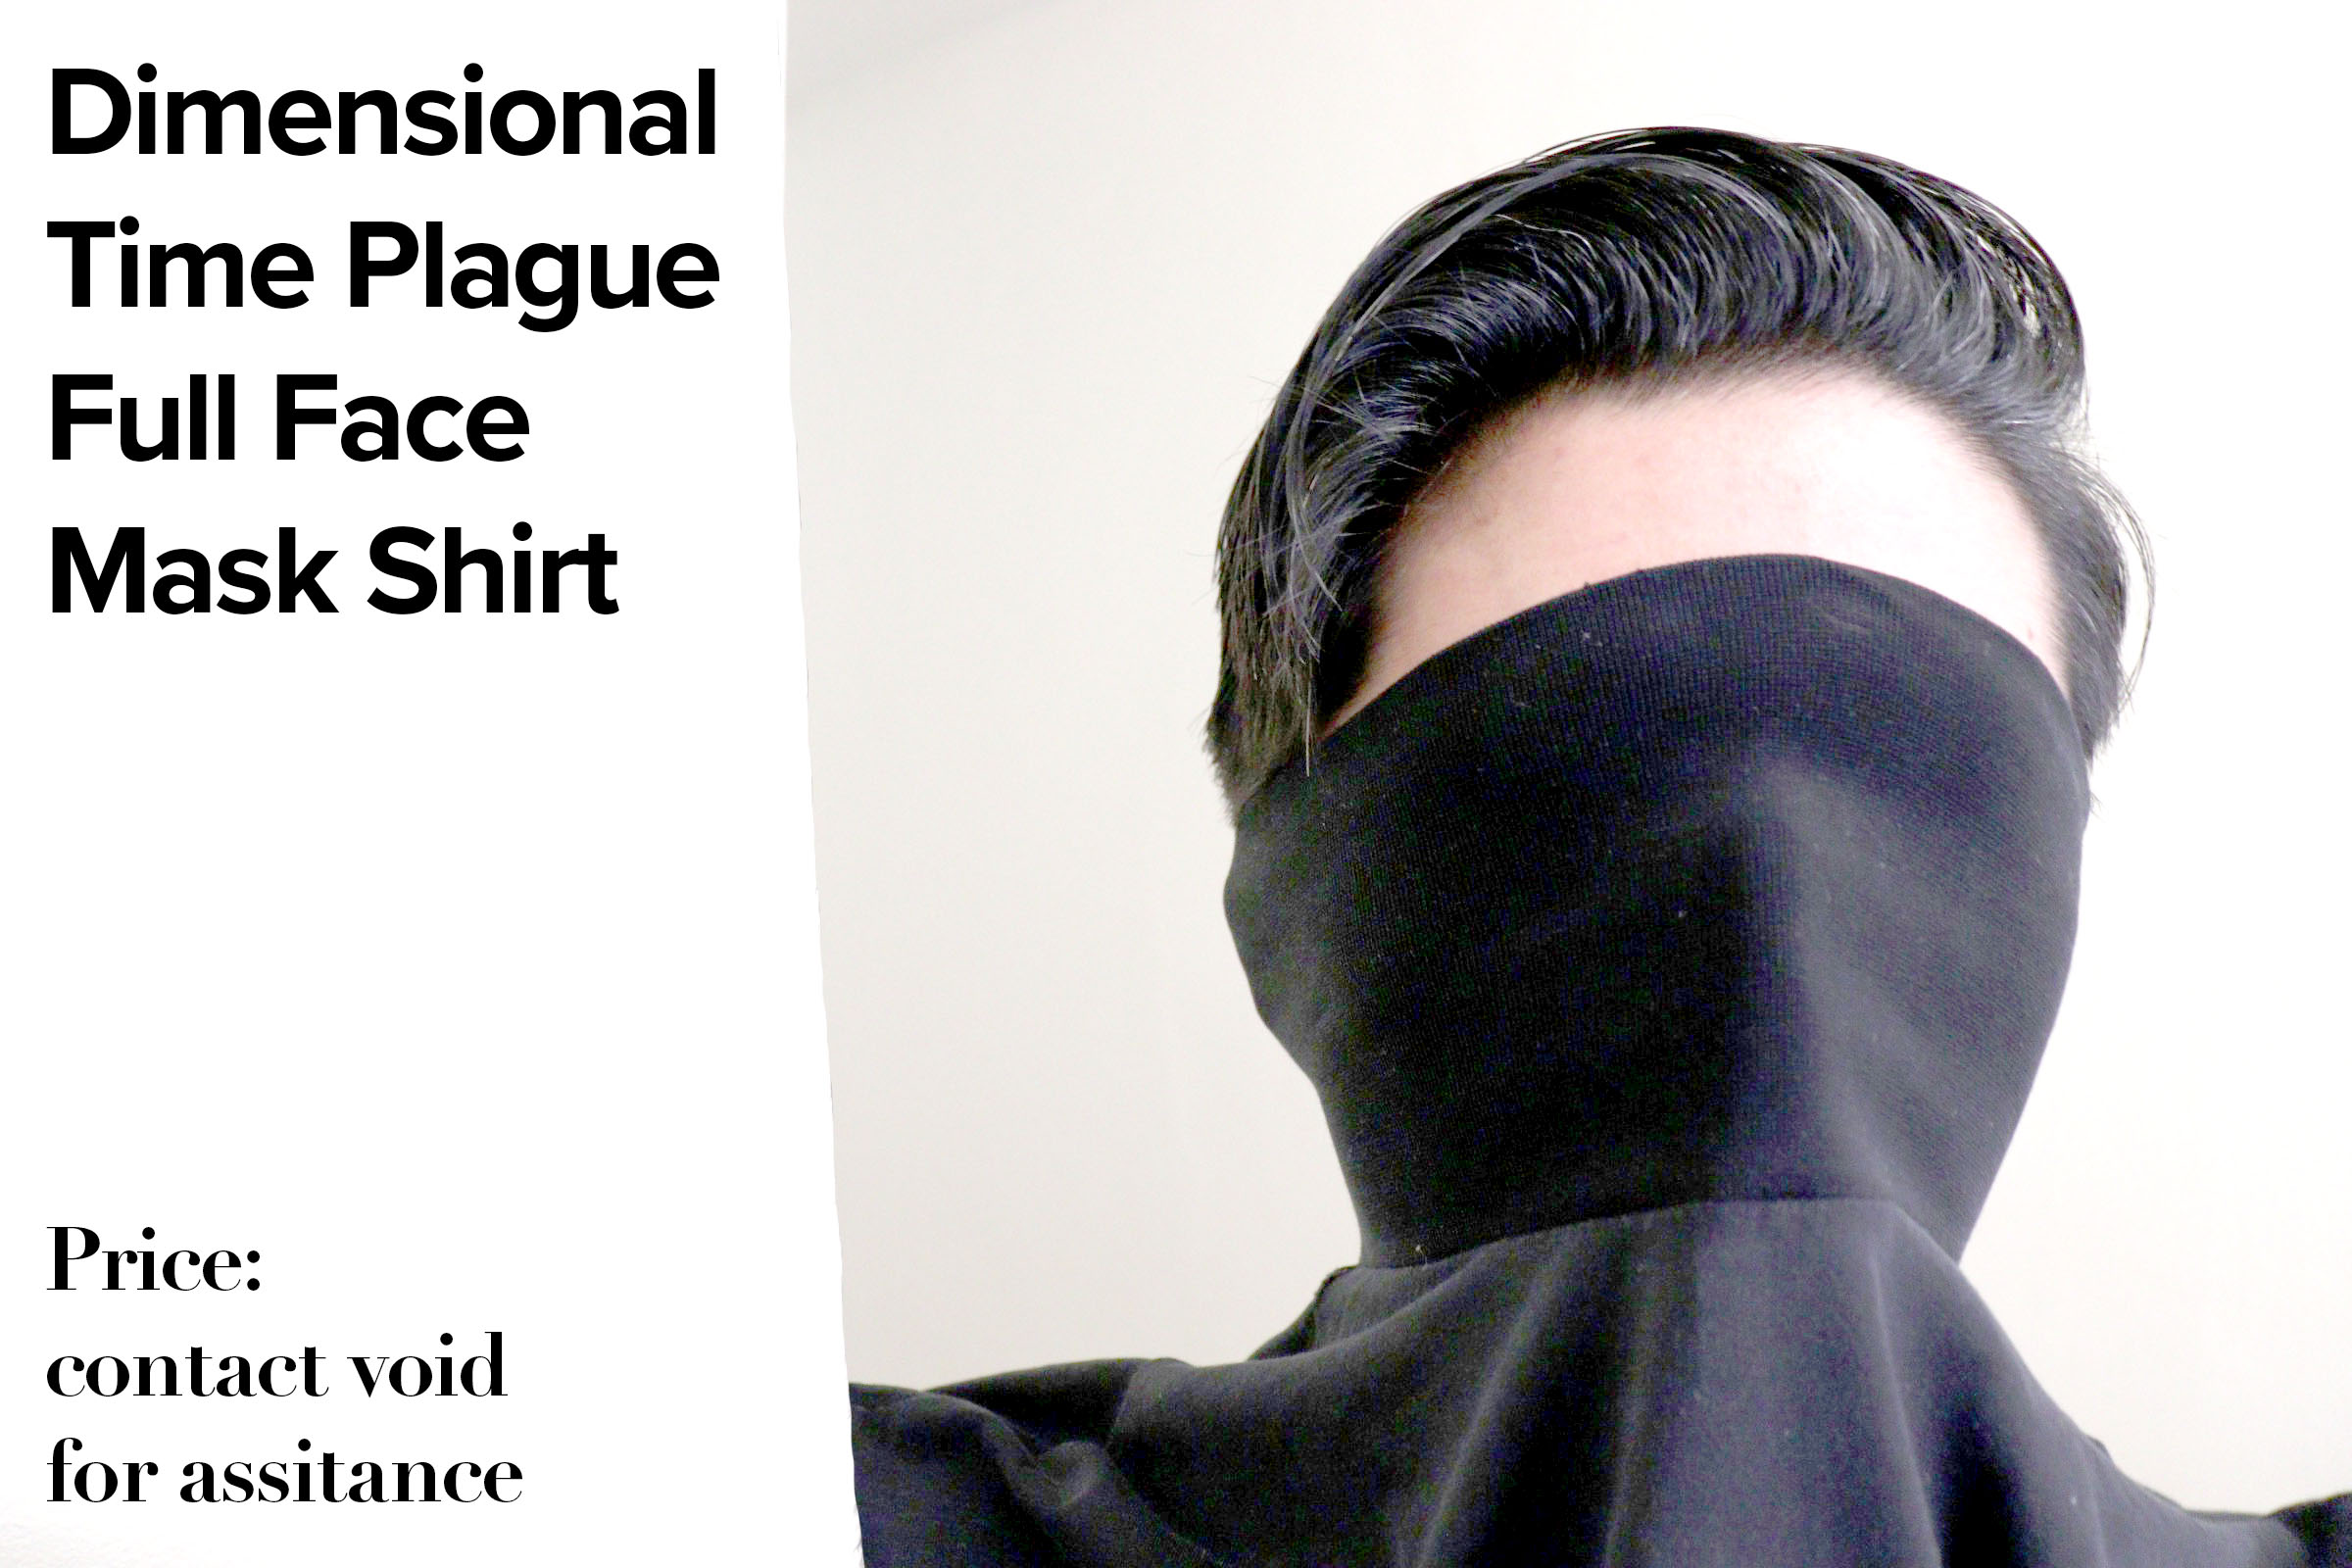 Dimensional
Time Plague
Full Face
Mask Shirt
Price:
contact void
for assitance